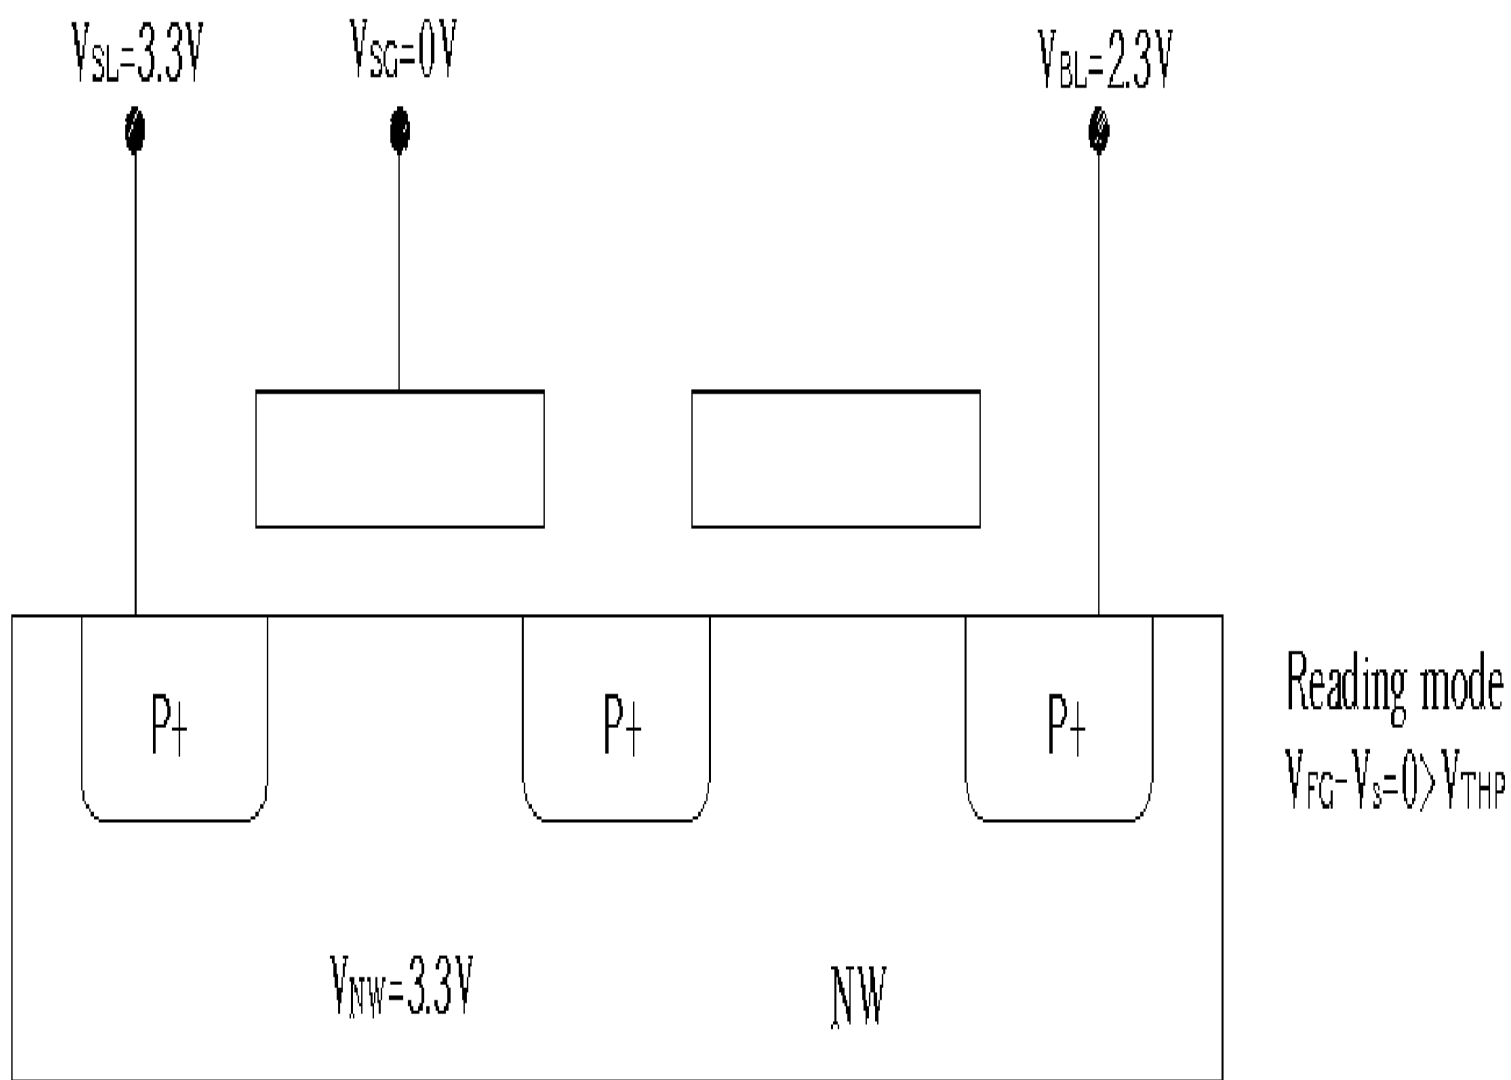 VSL=3.3V
VSG=0V
VBL=2.3V
P+
P+
P+
Reading mode
VFG-Vs=0>VTHP
VNW=3.3V
NW